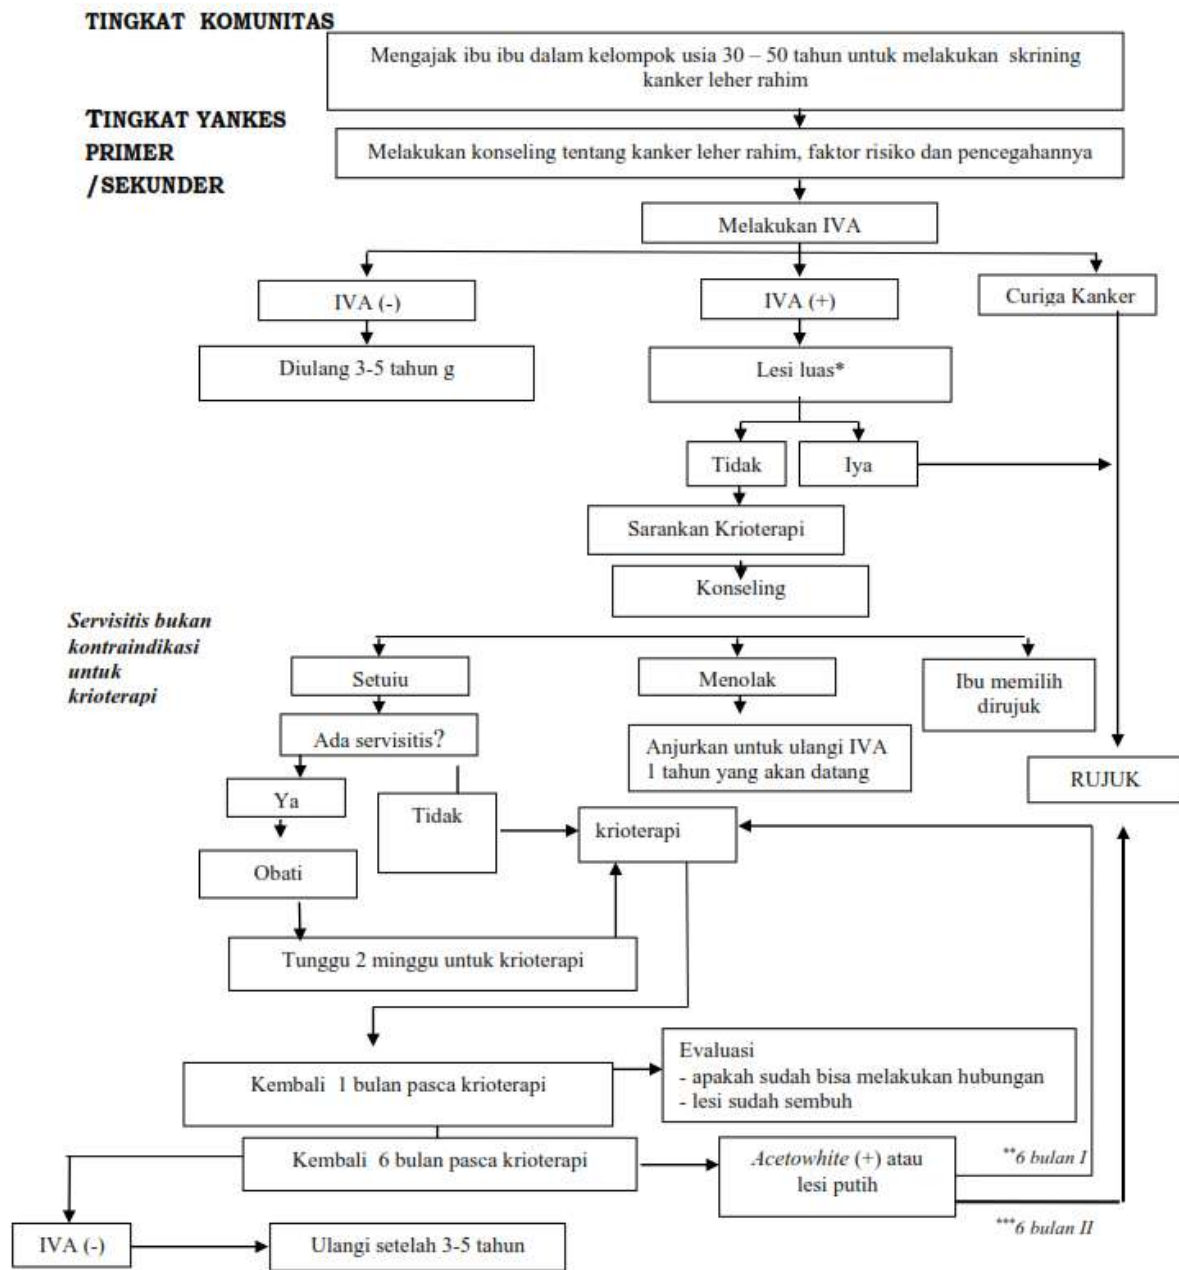 TINGKAT KOMUNITAS
Mengajak ibu ibu dalam kelompok usia 30 – 50 tahun untuk melakukan skrining
kanker leher rahim
TINGKAT YANKES
PRIMER
/SEKUNDER
Melakukan konseling tentang kanker leher rahim, faktor risiko dan pencegahannya
Melakukan IVA
IVA (-)
IVA (+)
Curiga Kanker
Diulang 3-5 tahun g
Lesi luas*
Tidak
Iya
Sarankan Krioterapi
Konseling
Servisitis bukan
kontraindikasi
untuk
krioterapi
Setuiu
Menolak
Ibu memilih
dirujuk
Ada servisitis?
Anjurkan untuk ulangi IVA
1 tahun yang akan datang
RUJUK
Ya
Tidak
krioterapi
Obati
Tunggu 2 minggu untuk krioterapi
Kembali 1 bulan pasca krioterapi
Evaluasi
- apakah sudah bisa melakukan hubungan
- lesi sudah sembuh
Kembali 6 bulan pasca krioterapi
Acetowhite (+) atau
lesi putih
**6 bulan I
***6 bulan II
IVA (-)
Ulangi setelah 3-5 tahun